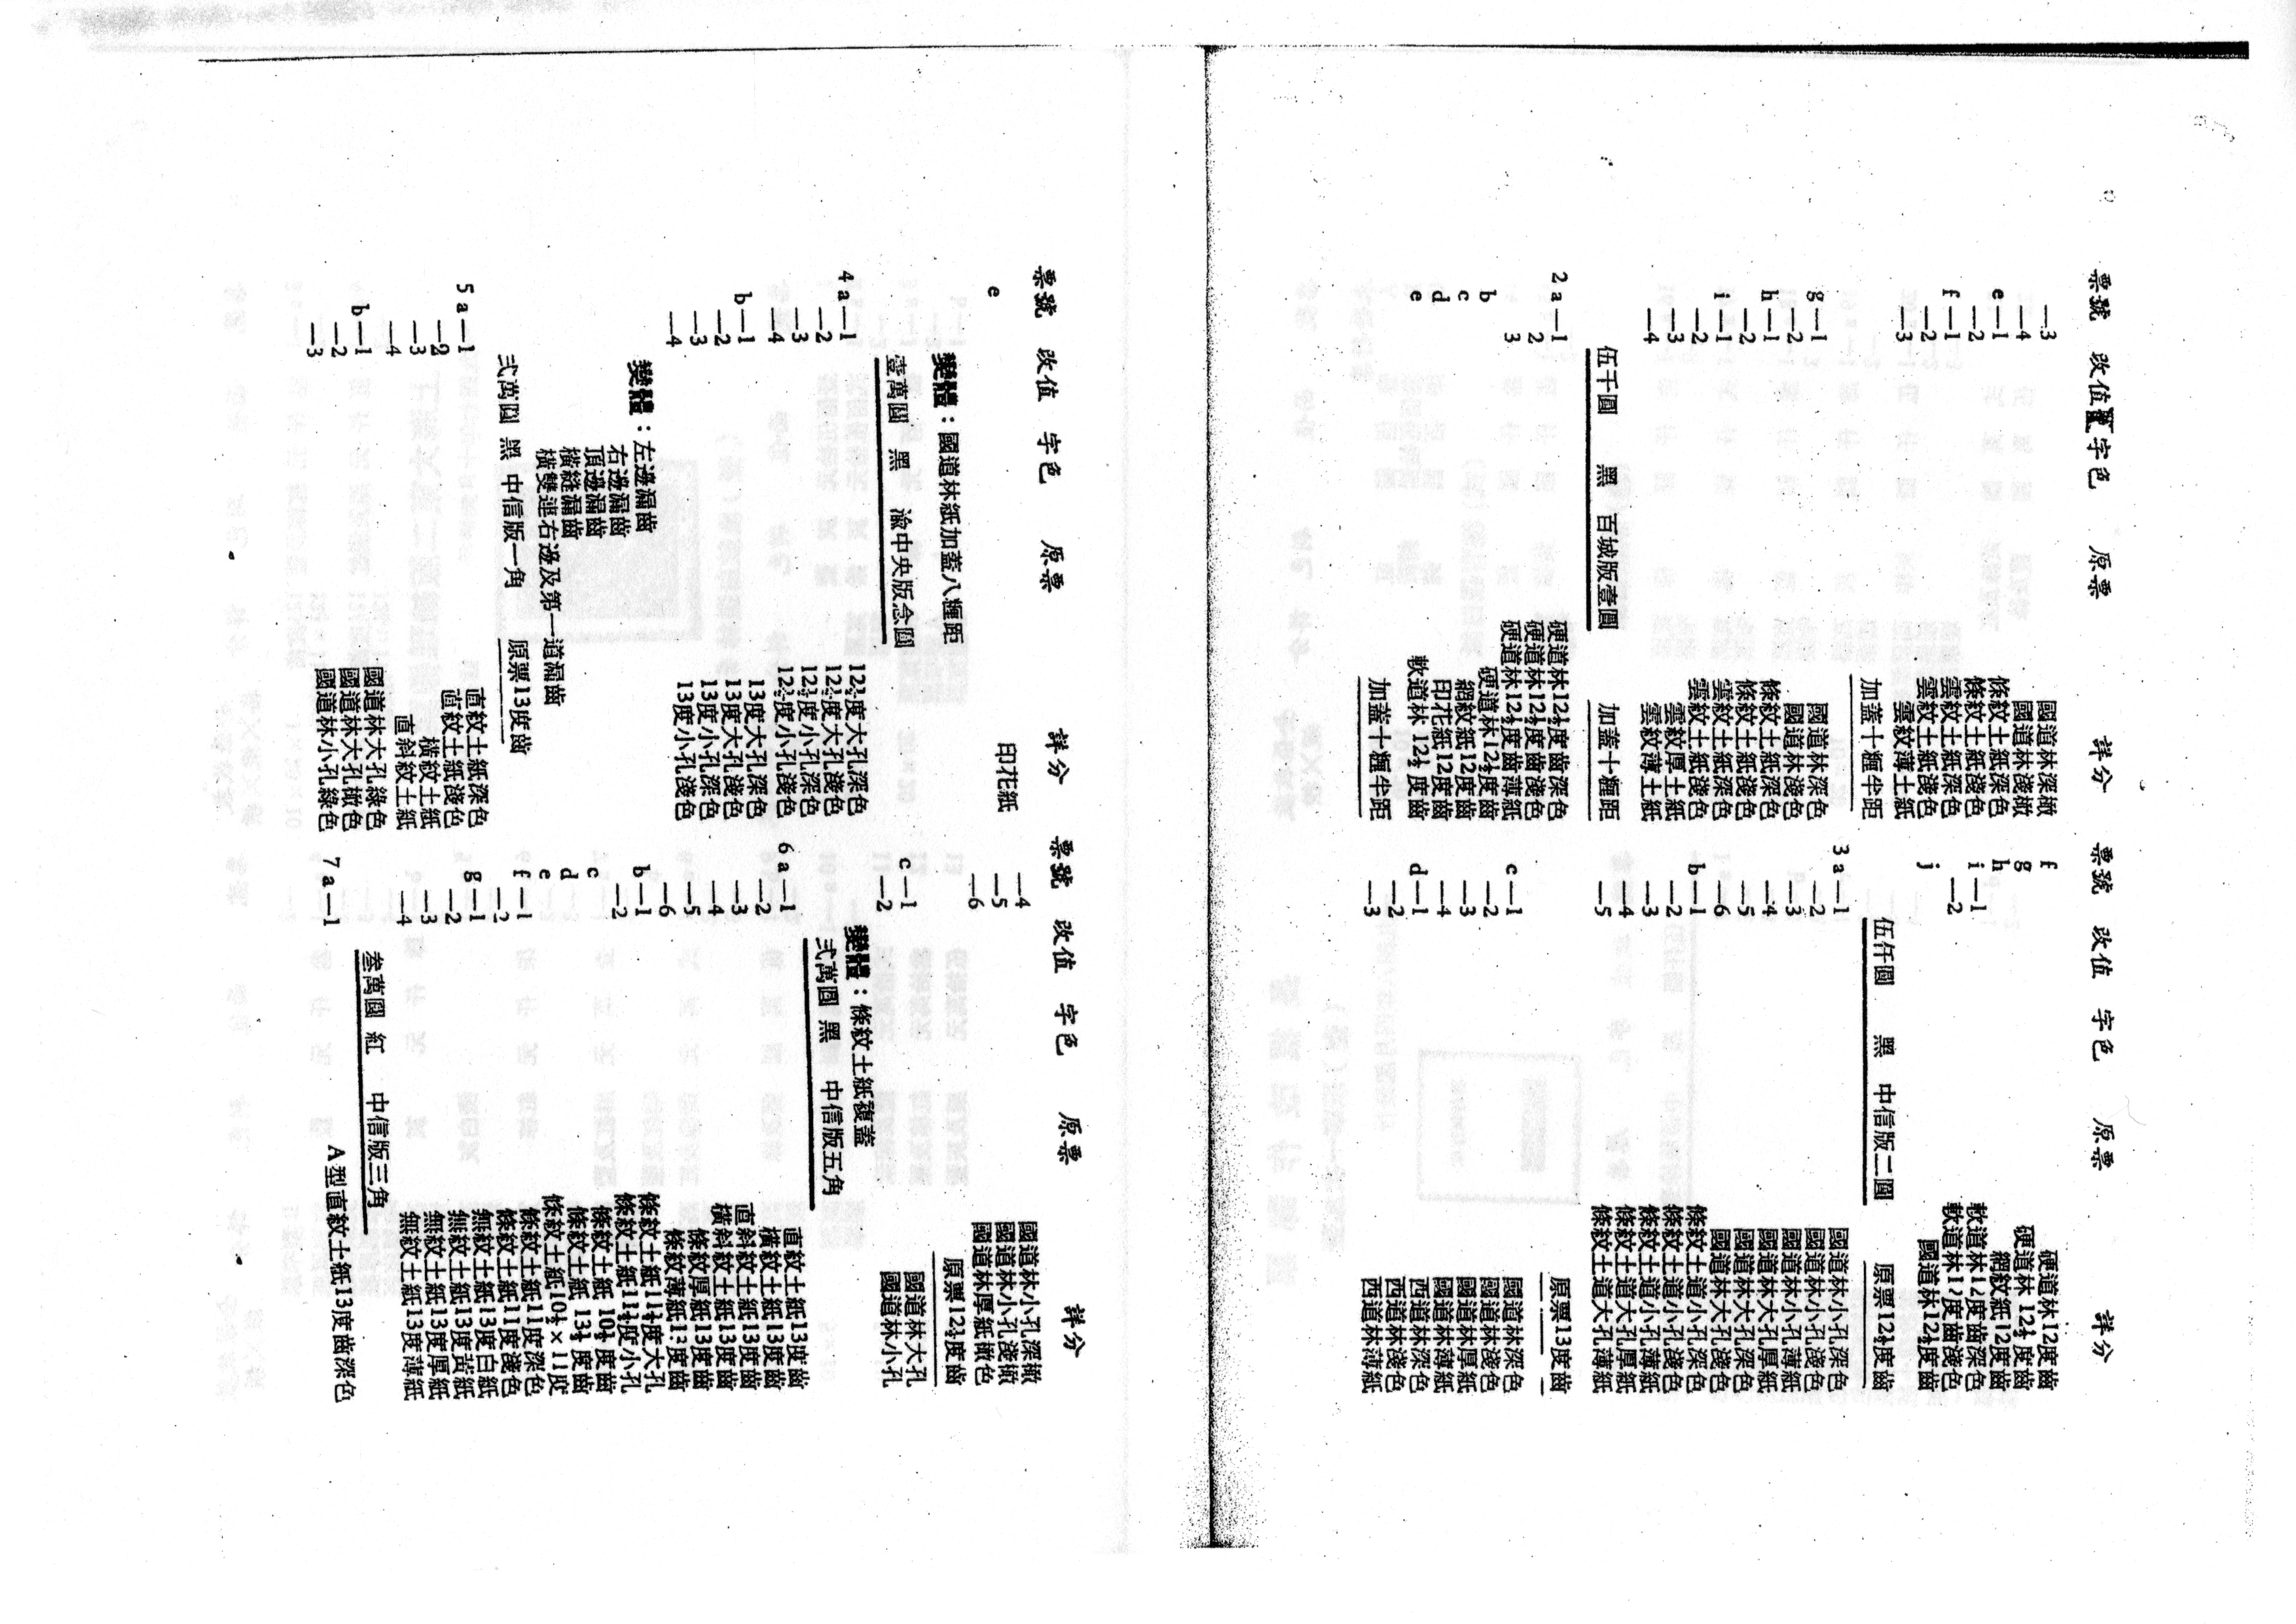 票號 改值 字色 原票 詳分
—3 國道林深橄
—4 國道林淺橄
e—1 條紋土紙深色
—2 條紋土紙淺色
f—1 雲紋土紙深色
—2 雲紋土紙淺色
—3 雲紋薄土紙
加蓋十糎半距
g—1 國道林深色
—2 國道林淺色
h—1 條紋土紙深色
—2 條紋土紙淺色
i—1 雲紋土紙深色
—2 雲紋土紙淺色
—3 雲紋厚土紙
—4 雲紋薄土紙
伍千圓 黑 百城版壹圓 加蓋十糎距
2a—1 硬道林12½度齒深色
2 硬道林12½度齒淺色
3 硬道林12½度齒薄紙
b 硬道林12½度齒
c 網紋紙12度齒
d 印花紙12度齒
e 軟道林12½度齒
加蓋十糎半距
票號 改值 字色 原票 詳分
f 硬道林12度齒
g 硬道林12½度齒
h 網紋紙12度齒
i—1 軟道林12度齒深色
—2 軟道林12度齒淺色
j 國道林12½度齒
伍仟圓 黑 中信版二圓 原票12½度齒
3a—1 國道林小孔深色
—2 國道林小孔淺色
—3 國道林小孔薄紙
—4 國道林大孔厚紙
—5 國道林大孔深色
—6 國道林大孔淺色
b—1 條紋土道小孔深色
—2 條紋土道小孔淺色
—3 條紋土道小孔薄紙
—4 條紋土道大孔厚紙
—5 條紋土道大孔薄紙
原票13度齒
c—1 國道林深色
—2 國道林淺色
—3 國道林厚紙
—4 國道林薄紙
d—1 西道林深色
—2 西道林淺色
—3 西道林薄紙
票號 改值 字色 原票 詳分
e 印花紙
變體：國道林紙加蓋八糎距
壹萬圓 黑 渝中央版念圓
4a—1 12½度大孔深色
—2 12½度大孔淺色
—3 12½度小孔深色
—4 12½度小孔淺色
b—1 13度大孔深色
—2 13度大孔淺色
—3 13度小孔深色
—4 13度小孔淺色
變體：左邊漏齒
右邊漏齒
頂邊漏齒
橫縫漏齒
橫雙連右邊及第一道漏齒
弍萬圓 黑 中信版一角 原票13度齒
5a—1 直紋土紙深色
—2 直紋土紙淺色
—3 橫紋土紙
—4 直斜紋土紙
b—1 國道林大孔綠色
—2 國道林大孔橄色
—3 國道林小孔綠色
票號 改值 字色 原票 詳分
—4 國道林小孔深橄
—5 國道林小孔淺橄
—6 國道林厚紙橄色
原票12½度齒
c—1 國道林大孔
—2 國道林小孔
變體：條紋土紙複蓋
弍萬圓 黑 中信版五角
6a—1 直紋土紙13度齒
—2 橫紋土紙13度齒
—3 直斜紋土紙13度齒
—4 橫斜紋土紙13度齒
—5 條紋厚紙13度齒
—6 條紋薄紙13度齒
b—1 條紋土紙11½度大孔
—2 條紋土紙11½度小孔
c 條紋土紙 10½度齒
d 條紋土紙 13½度齒
e 條紋土紙10½×11度
f—1 條紋土紙11度深色
—2 條紋土紙11度淺色
g—1 無紋土紙13度白紙
—2 無紋土紙13度黃紙
—3 無紋土紙13度厚紙
—4 無紋土紙13度薄紙
叁萬圓 紅 中信版三角
7a—1 A型直紋土紙13度齒深色